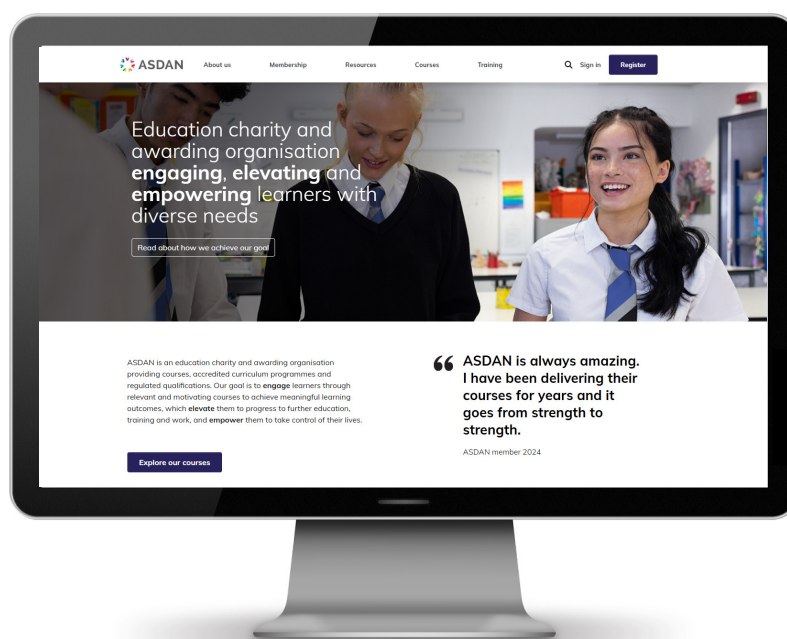 ASDAN
About us
Membership
Resources
Courses
Training
Sign in
Register
Education charity and
awarding organisation
engaging, elevating and
empowering learners with
diverse needs
Read about how we achieve our goal
ASDAN is an education charity and awarding organisation
providing courses, accredited curriculum programmes and
regulated qualifications. Our goal is to engage learners through
relevant and motivating courses to achieve meaningful learning
outcomes, which elevate them to progress to further education,
training and work, and empower them to take control of their lives.
Explore our courses
“ ASDAN is always amazing.
I have been delivering their
courses for years and it
goes from strength to
strength.
ASDAN member 2024